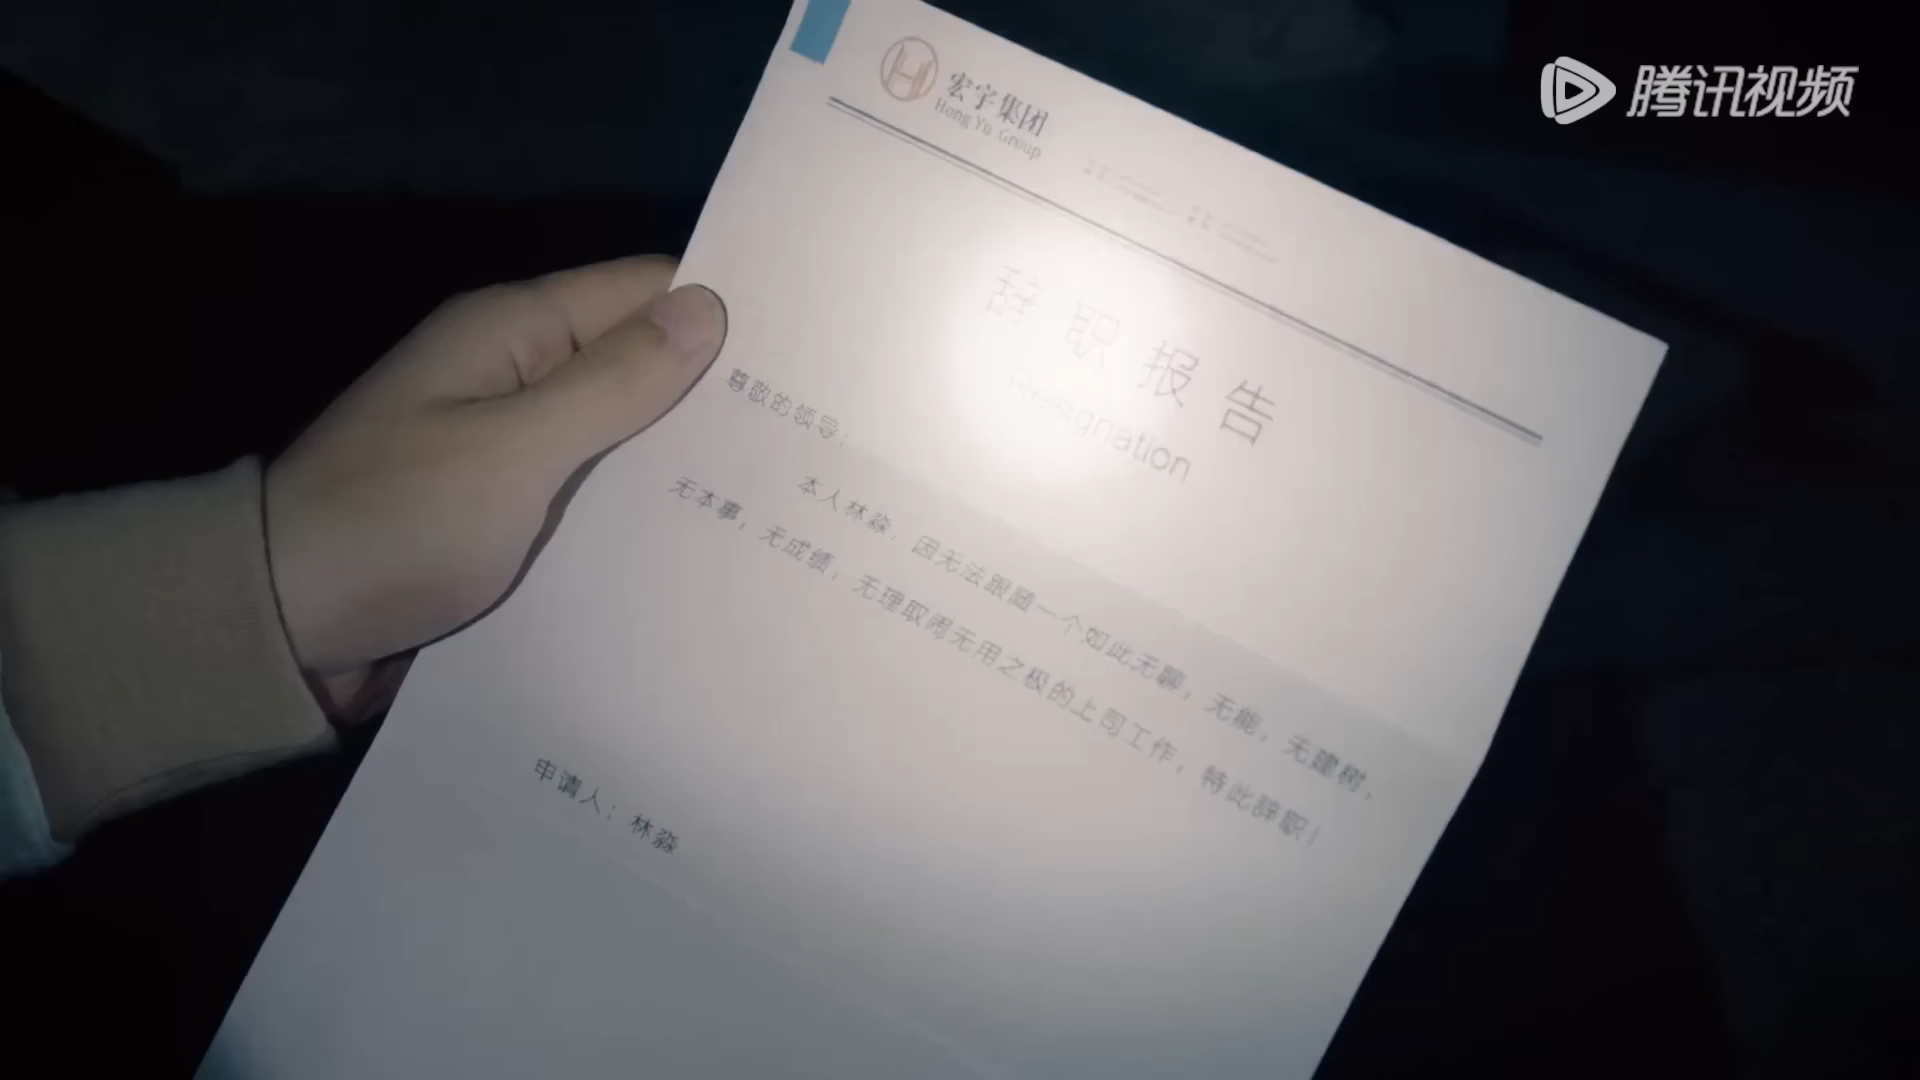 腾讯视频
宏宇集团
Hong Yu Group
辞职报告
Resignation
尊敬的领导：
本人林淼，因无法跟随一个如此无聊，无能，无建树，
无本事，无成绩，无理取闹无用之极的上司工作，特此辞职！
申请人：林淼